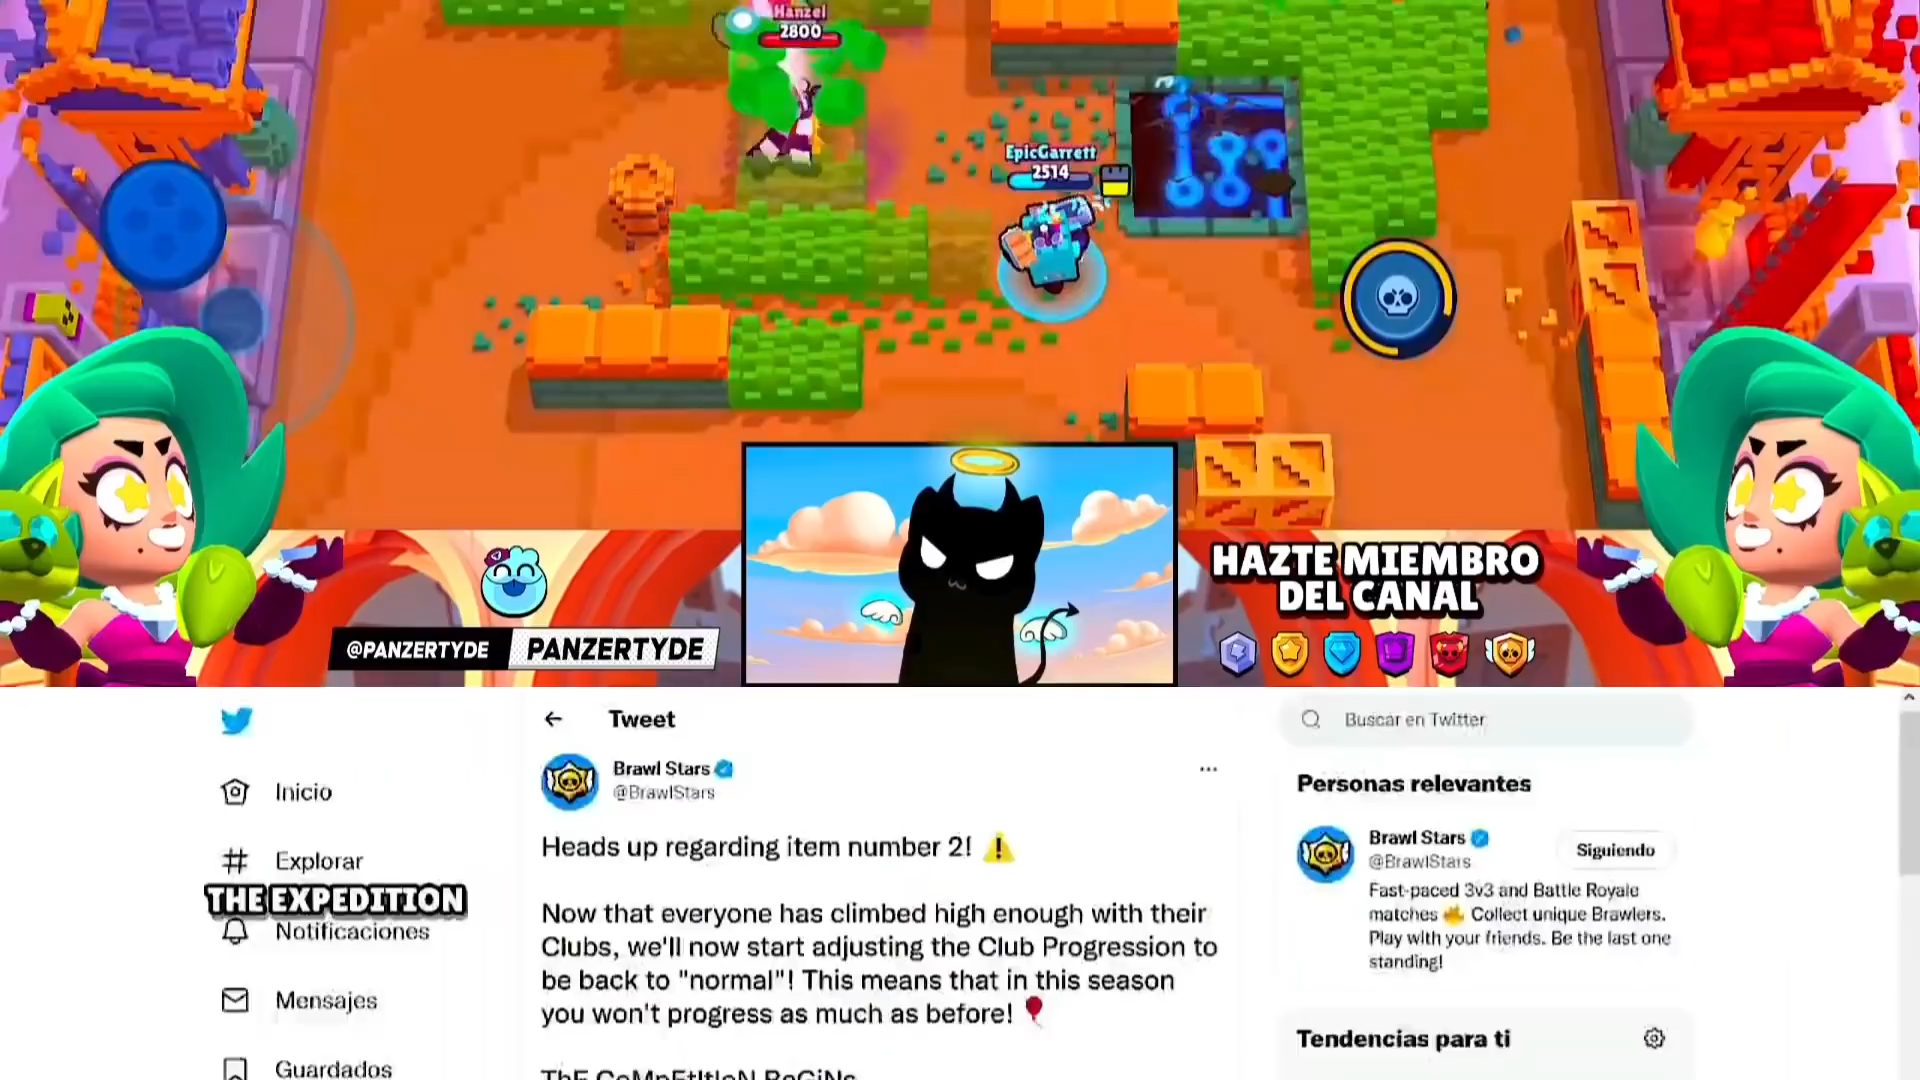 Hanzel
2800
EpicGarrett
2514
HAZTE MIEMBRO
DEL CANAL
@PANZERTYDE
PANZERTYDE
Tweet
Buscar en Twitter
Brawl Stars
@BrawlStars
Heads up regarding item number 2! ⚠️
Now that everyone has climbed high enough with their
Clubs, we'll now start adjusting the Club Progression to
be back to "normal"! This means that in this season
you won't progress as much as before! 🎈
ThE CoMpEtItIoN BeGiNs
Inicio
Explorar
THE EXPEDITION
Notificaciones
Mensajes
Guardados
Personas relevantes
Brawl Stars
@BrawlStars
Siguiendo
Fast-paced 3v3 and Battle Royale
matches 👊 Collect unique Brawlers.
Play with your friends. Be the last one
standing!
Tendencias para ti